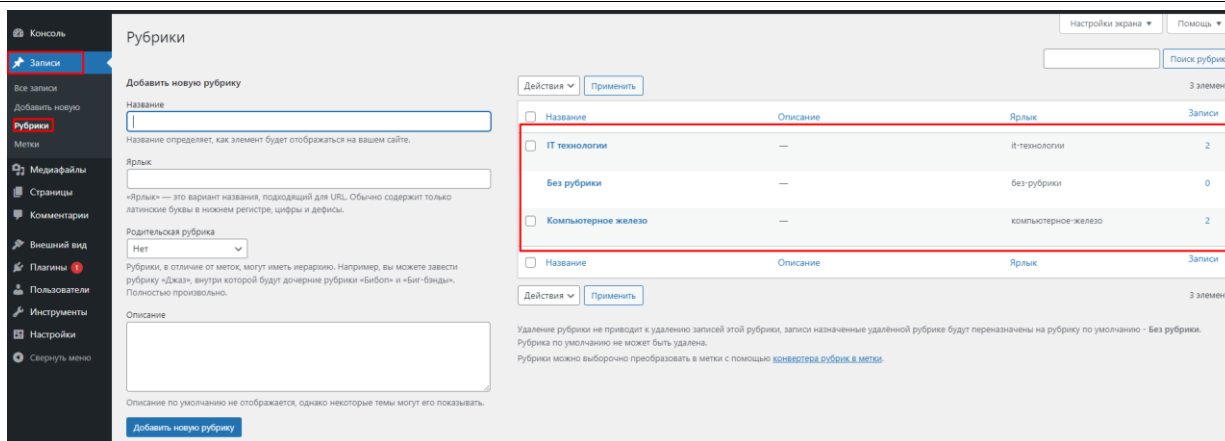 Настройки экрана ▼
Помощь ▼
Консоль
Рубрики
Записи
Поиск рубрик
Все записи
Добавить новую
Рубрики
Метки
Медиафайлы
Страницы
Комментарии
Внешний вид
Плагины 1
Пользователи
Инструменты
Настройки
Свернуть меню
Добавить новую рубрику
Название
Название определяет, как элемент будет отображаться на вашем сайте.
Ярлык
«Ярлык» — это вариант названия, подходящий для URL. Обычно содержит только
латинские буквы в нижнем регистре, цифры и дефисы.
Родительская рубрика
Нет
Рубрики, в отличие от меток, могут иметь иерархию. Например, вы можете завести
рубрику «Джаз», внутри которой будут дочерние рубрики «Бибоп» и «Биг-бэнды».
Полностью произвольно.
Описание
Описание по умолчанию не отображается, однако некоторые темы могут его показывать.
Добавить новую рубрику
Действия Применить 3 элемен
Название Описание Ярлык Записи
IT технологии — it-технологии 2
Без рубрики — без-рубрики 0
Компьютерное железо — компьютерное-железо 2
Название Описание Ярлык Записи
Действия Применить 3 элемен
Удаление рубрики не приводит к удалению записей этой рубрики, записи назначенные удалённой рубрике будут переназначены на рубрику по умолчанию - Без рубрики.
Рубрика по умолчанию не может быть удалена.
Рубрики можно выборочно преобразовать в метки с помощью конвертера рубрик в метки.